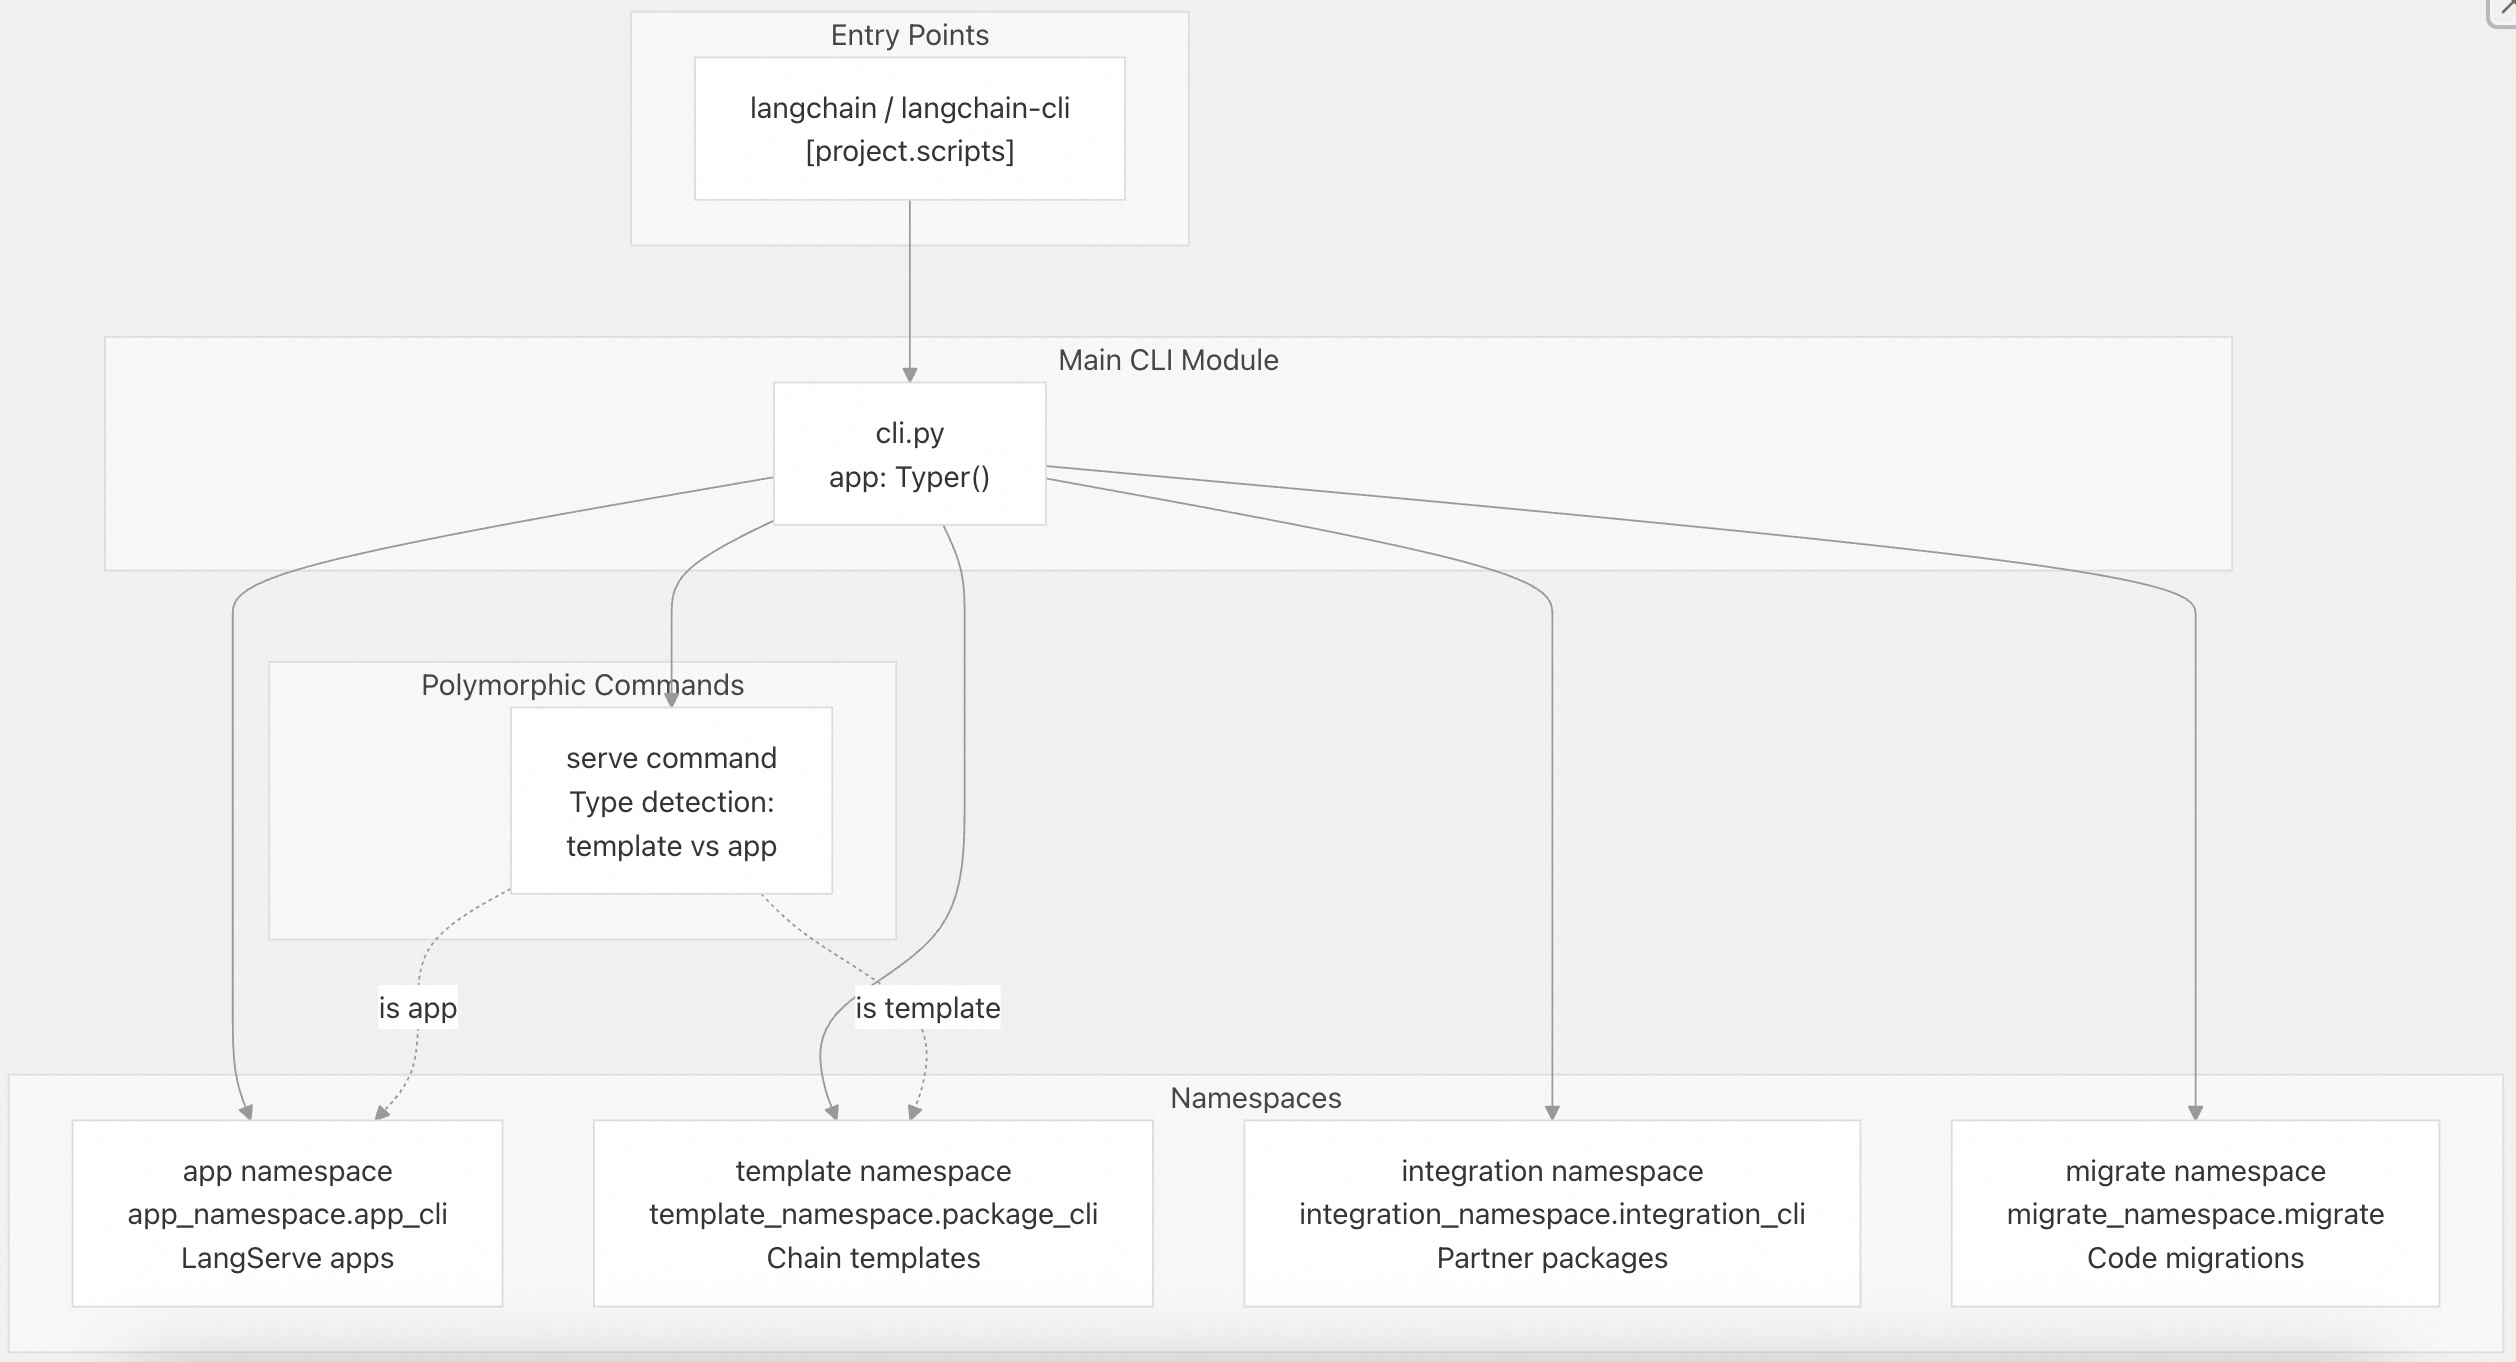 Entry Points
langchain / langchain-cli
[project.scripts]
Main CLI Module
cli.py
app: Typer()
Polymorphic Commands
serve command
Type detection:
template vs app
is app
is template
Namespaces
app namespace
app_namespace.app_cli
LangServe apps
template namespace
template_namespace.package_cli
Chain templates
integration namespace
integration_namespace.integration_cli
Partner packages
migrate namespace
migrate_namespace.migrate
Code migrations